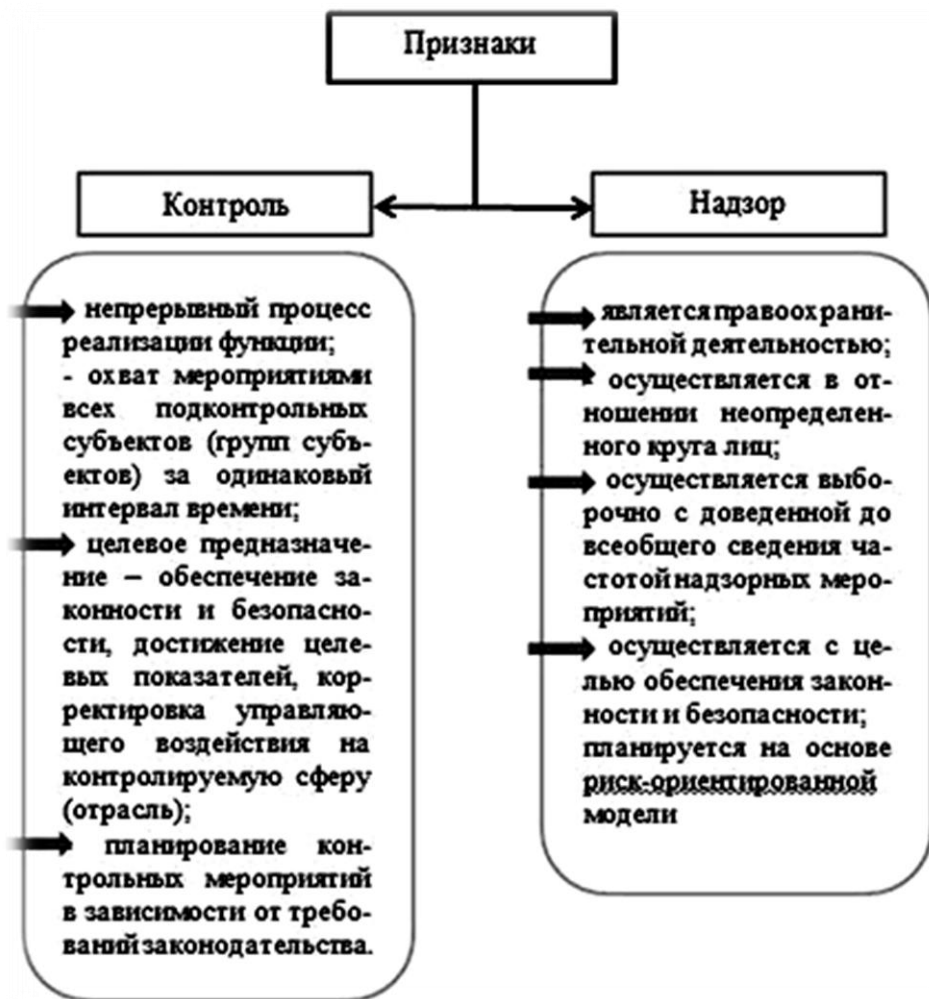 Признаки
Контроль
непрерывный процесс
реализации функции;
- охват мероприятиями
всех подконтрольных
субъектов (групп субъ-
ектов) за одинаковый
интервал времени;
целевое предназначе-
ние – обеспечение за-
конности и безопасно-
сти, достижение целе-
вых показателей, кор-
ректировка управляю-
щего воздействия на
контролируемую сферу
(отрасль);
планирование кон-
трольных мероприятий
в зависимости от требо-
ваний законодательства.
Надзор
является правоохрани-
тельной деятельностью;
осуществляется в от-
ношении неопределен-
ного круга лиц;
осуществляется выбо-
рочно с доведенной до
всеобщего сведения ча-
стотой надзорных меро-
приятий;
осуществляется с це-
лью обеспечения закон-
ности и безопасности;
планируется на основе
риск-ориентированной
модели